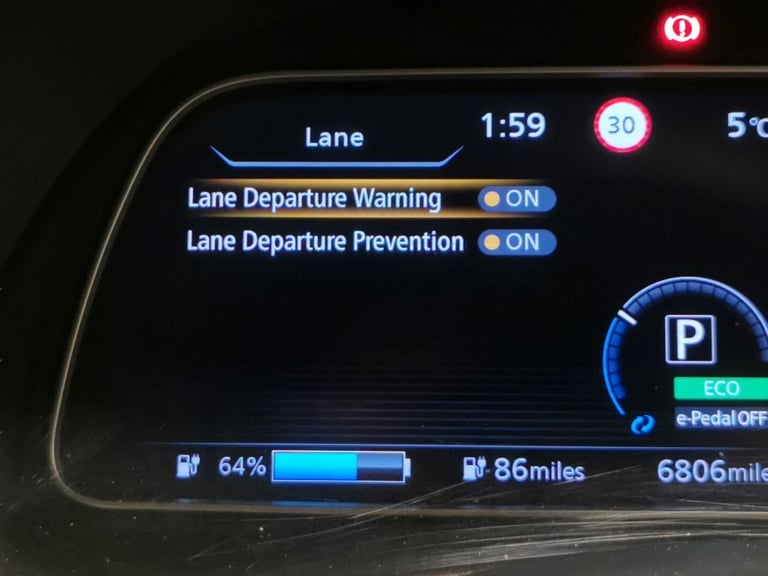 Lane
1:59
30
5°C
Lane Departure Warning ON
Lane Departure Prevention ON
P
ECO
e-Pedal OFF
64%
86miles
6806mile